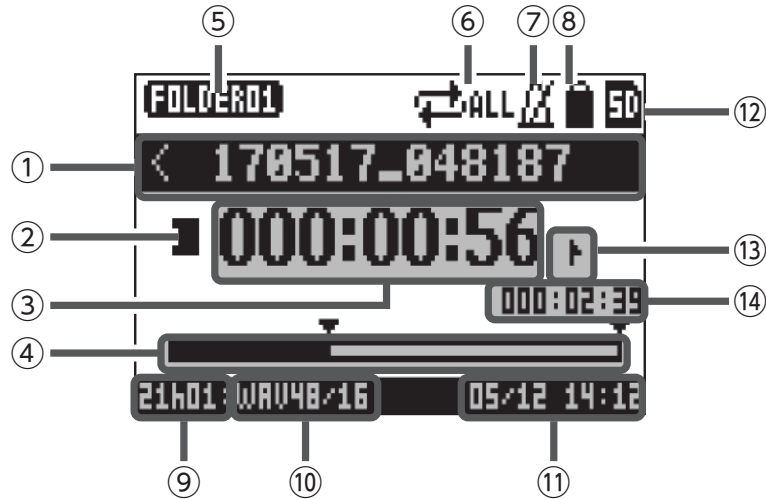 ⑤ ⑥ ⑦ ⑧
FOLDER01 ALL SD ⑫
① < 170517_048187
② 000:00:56 ⑬
③ 000:02:39 ⑭
④
21h01: WAV48/16 05/12 14:12
⑨ ⑩ ⑪